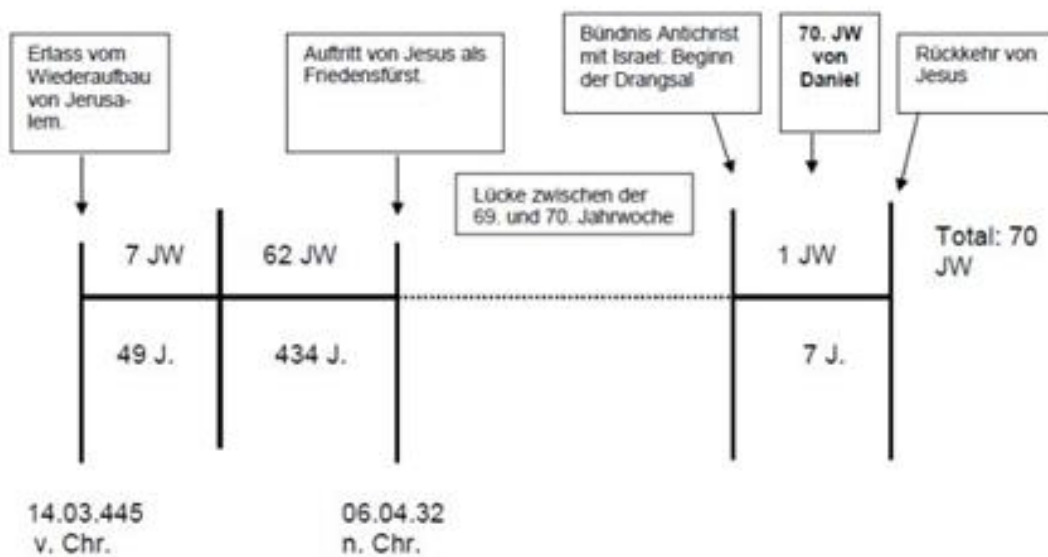 Erlass vom
Wiederaufbau
von Jerusa-
lem.
Auftritt von Jesus als
Friedensfürst.
Bündnis Antichrist
mit Israel: Beginn
der Drangsal
70. JW
von
Daniel
Rückkehr von
Jesus
Lücke zwischen der
69. und 70. Jahrwoche
7 JW
62 JW
1 JW
Total: 70
JW
49 J.
434 J.
7 J.
14.03.445
v. Chr.
06.04.32
n. Chr.